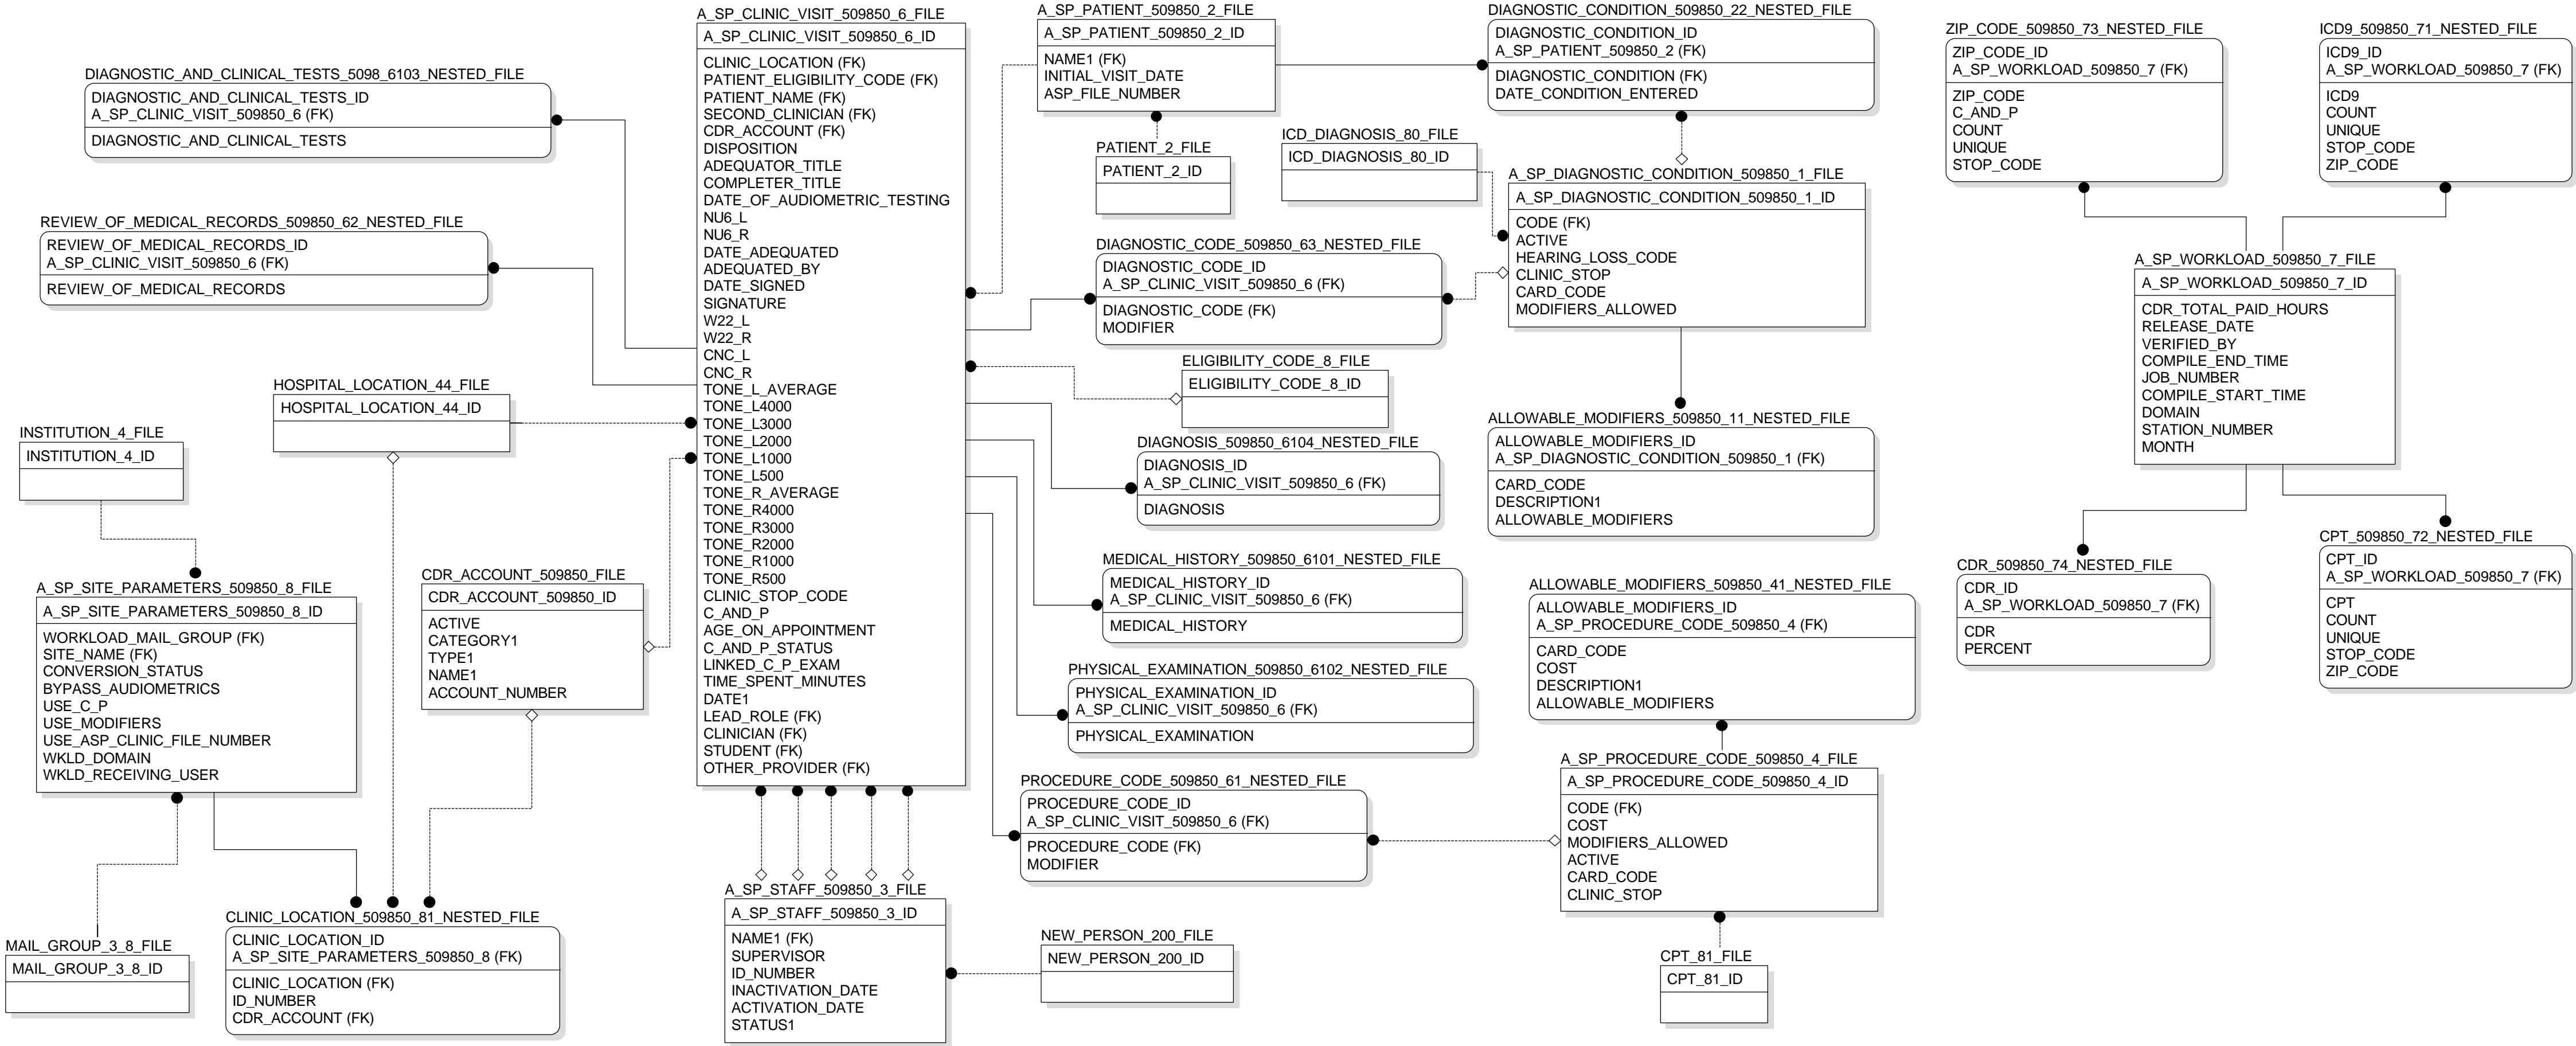 A_SP_CLINIC_VISIT_509850_6_FILE
A_SP_CLINIC_VISIT_509850_6_ID
CLINIC_LOCATION (FK)
PATIENT_ELIGIBILITY_CODE (FK)
PATIENT_NAME (FK)
SECOND_CLINICIAN (FK)
CDR_ACCOUNT (FK)
DISPOSITION
ADEQUATOR_TITLE
COMPLETER_TITLE
DATE_OF_AUDIOMETRIC_TESTING
NU6_L
NU6_R
DATE_ADEQUATED
ADEQUATED_BY
DATE_SIGNED
SIGNATURE
W22_L
W22_R
CNC_L
CNC_R
TONE_L_AVERAGE
TONE_L4000
TONE_L3000
TONE_L2000
TONE_L1000
TONE_L500
TONE_R_AVERAGE
TONE_R4000
TONE_R3000
TONE_R2000
TONE_R1000
TONE_R500
CLINIC_STOP_CODE
C_AND_P
AGE_ON_APPOINTMENT
C_AND_P_STATUS
LINKED_C_P_EXAM
TIME_SPENT_MINUTES
DATE1
LEAD_ROLE (FK)
CLINICIAN (FK)
STUDENT (FK)
OTHER_PROVIDER (FK)
DIAGNOSTIC_AND_CLINICAL_TESTS_5098_6103_NESTED_FILE
DIAGNOSTIC_AND_CLINICAL_TESTS_ID
A_SP_CLINIC_VISIT_509850_6 (FK)
DIAGNOSTIC_AND_CLINICAL_TESTS
REVIEW_OF_MEDICAL_RECORDS_509850_62_NESTED_FILE
REVIEW_OF_MEDICAL_RECORDS_ID
A_SP_CLINIC_VISIT_509850_6 (FK)
REVIEW_OF_MEDICAL_RECORDS
HOSPITAL_LOCATION_44_FILE
HOSPITAL_LOCATION_44_ID
INSTITUTION_4_FILE
INSTITUTION_4_ID
A_SP_SITE_PARAMETERS_509850_8_FILE
A_SP_SITE_PARAMETERS_509850_8_ID
WORKLOAD_MAIL_GROUP (FK)
SITE_NAME (FK)
CONVERSION_STATUS
BYPASS_AUDIOMETRICS
USE_C_P
USE_MODIFIERS
USE_ASP_CLINIC_FILE_NUMBER
WKLD_DOMAIN
WKLD_RECEIVING_USER
CDR_ACCOUNT_509850_FILE
CDR_ACCOUNT_509850_ID
ACTIVE
CATEGORY1
TYPE1
NAME1
ACCOUNT_NUMBER
MAIL_GROUP_3_8_FILE
MAIL_GROUP_3_8_ID
CLINIC_LOCATION_509850_81_NESTED_FILE
CLINIC_LOCATION_ID
A_SP_SITE_PARAMETERS_509850_8 (FK)
CLINIC_LOCATION (FK)
ID_NUMBER
CDR_ACCOUNT (FK)
A_SP_STAFF_509850_3_FILE
A_SP_STAFF_509850_3_ID
NAME1 (FK)
SUPERVISOR
ID_NUMBER
INACTIVATION_DATE
ACTIVATION_DATE
STATUS1
NEW_PERSON_200_FILE
NEW_PERSON_200_ID
A_SP_PATIENT_509850_2_FILE
A_SP_PATIENT_509850_2_ID
NAME1 (FK)
INITIAL_VISIT_DATE
ASP_FILE_NUMBER
PATIENT_2_FILE
PATIENT_2_ID
DIAGNOSTIC_CONDITION_509850_22_NESTED_FILE
DIAGNOSTIC_CONDITION_ID
A_SP_PATIENT_509850_2 (FK)
DIAGNOSTIC_CONDITION (FK)
DATE_CONDITION_ENTERED
ICD_DIAGNOSIS_80_FILE
ICD_DIAGNOSIS_80_ID
A_SP_DIAGNOSTIC_CONDITION_509850_1_FILE
A_SP_DIAGNOSTIC_CONDITION_509850_1_ID
CODE (FK)
ACTIVE
HEARING_LOSS_CODE
CLINIC_STOP
CARD_CODE
MODIFIERS_ALLOWED
DIAGNOSTIC_CODE_509850_63_NESTED_FILE
DIAGNOSTIC_CODE_ID
A_SP_CLINIC_VISIT_509850_6 (FK)
DIAGNOSTIC_CODE (FK)
MODIFIER
ELIGIBILITY_CODE_8_FILE
ELIGIBILITY_CODE_8_ID
DIAGNOSIS_509850_6104_NESTED_FILE
DIAGNOSIS_ID
A_SP_CLINIC_VISIT_509850_6 (FK)
DIAGNOSIS
ALLOWABLE_MODIFIERS_509850_11_NESTED_FILE
ALLOWABLE_MODIFIERS_ID
A_SP_DIAGNOSTIC_CONDITION_509850_1 (FK)
CARD_CODE
DESCRIPTION1
ALLOWABLE_MODIFIERS
MEDICAL_HISTORY_509850_6101_NESTED_FILE
MEDICAL_HISTORY_ID
A_SP_CLINIC_VISIT_509850_6 (FK)
MEDICAL_HISTORY
PHYSICAL_EXAMINATION_509850_6102_NESTED_FILE
PHYSICAL_EXAMINATION_ID
A_SP_CLINIC_VISIT_509850_6 (FK)
PHYSICAL_EXAMINATION
PROCEDURE_CODE_509850_61_NESTED_FILE
PROCEDURE_CODE_ID
A_SP_CLINIC_VISIT_509850_6 (FK)
PROCEDURE_CODE (FK)
MODIFIER
ALLOWABLE_MODIFIERS_509850_41_NESTED_FILE
ALLOWABLE_MODIFIERS_ID
A_SP_PROCEDURE_CODE_509850_4 (FK)
CARD_CODE
COST
DESCRIPTION1
ALLOWABLE_MODIFIERS
A_SP_PROCEDURE_CODE_509850_4_FILE
A_SP_PROCEDURE_CODE_509850_4_ID
CODE (FK)
COST
MODIFIERS_ALLOWED
ACTIVE
CARD_CODE
CLINIC_STOP
CPT_81_FILE
CPT_81_ID
ZIP_CODE_509850_73_NESTED_FILE
ZIP_CODE_ID
A_SP_WORKLOAD_509850_7 (FK)
ZIP_CODE
C_AND_P
COUNT
UNIQUE
STOP_CODE
ICD9_509850_71_NESTED_FILE
ICD9_ID
A_SP_WORKLOAD_509850_7 (FK)
ICD9
COUNT
UNIQUE
STOP_CODE
ZIP_CODE
A_SP_WORKLOAD_509850_7_FILE
A_SP_WORKLOAD_509850_7_ID
CDR_TOTAL_PAID_HOURS
RELEASE_DATE
VERIFIED_BY
COMPILE_END_TIME
JOB_NUMBER
COMPILE_START_TIME
DOMAIN
STATION_NUMBER
MONTH
CDR_509850_74_NESTED_FILE
CDR_ID
A_SP_WORKLOAD_509850_7 (FK)
CDR
PERCENT
CPT_509850_72_NESTED_FILE
CPT_ID
A_SP_WORKLOAD_509850_7 (FK)
CPT
COUNT
UNIQUE
STOP_CODE
ZIP_CODE